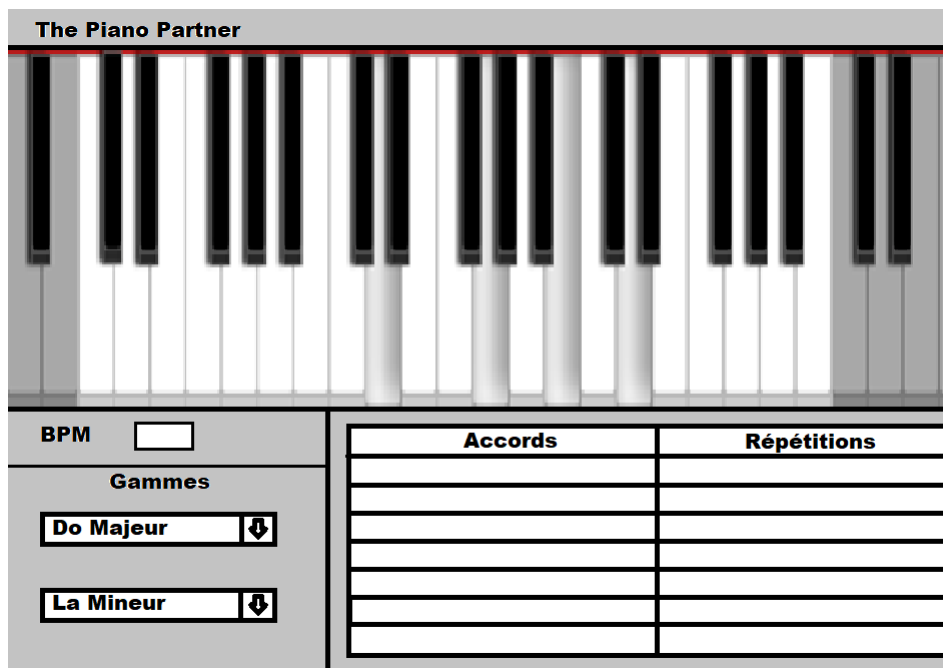 The Piano Partner
BPM
Gammes
Do Majeur
La Mineur
Accords Répétitions